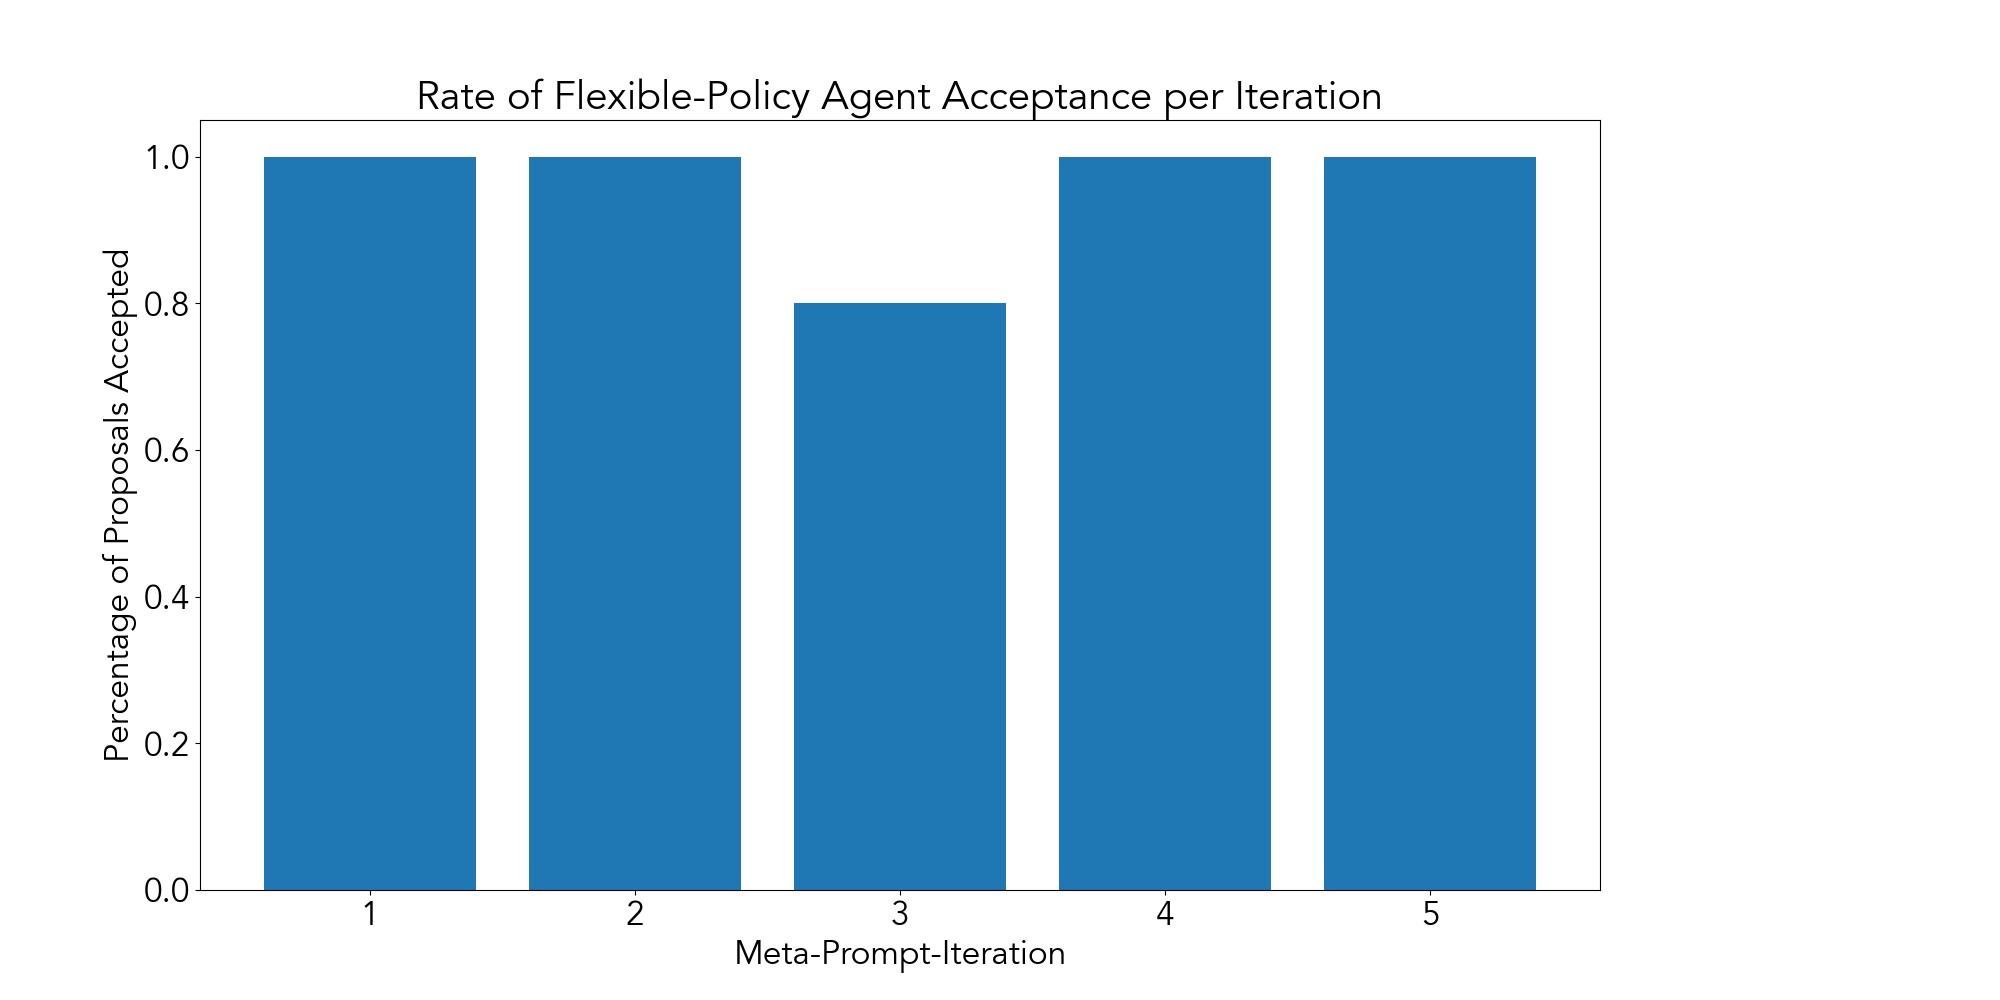 Rate of Flexible-Policy Agent Acceptance per Iteration
Percentage of Proposals Accepted
1.0
0.8
0.6
0.4
0.2
0.0
1 2 3 4 5
Meta-Prompt-Iteration